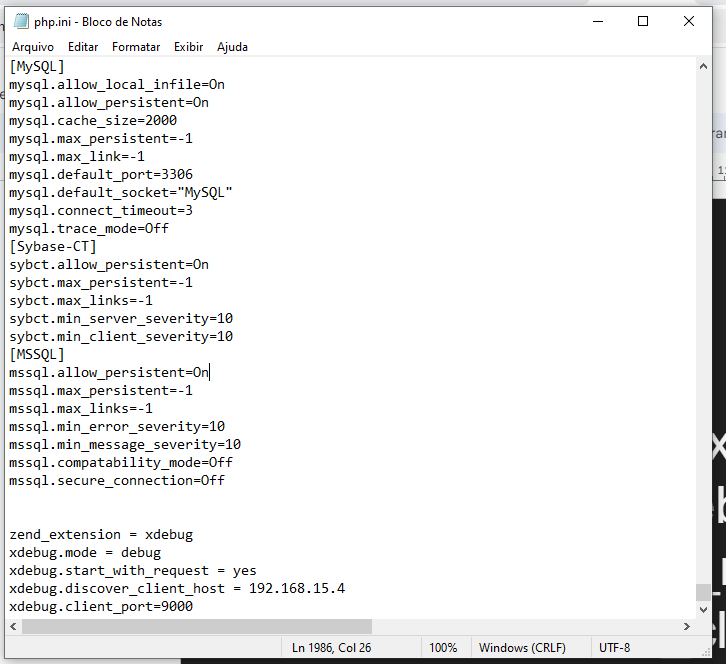 php.ini - Bloco de Notas
Arquivo Editar Formatar Exibir Ajuda
[MySQL]
mysql.allow_local_infile=On
mysql.allow_persistent=On
mysql.cache_size=2000
mysql.max_persistent=-1
mysql.max_link=-1
mysql.default_port=3306
mysql.default_socket="MySQL"
mysql.connect_timeout=3
mysql.trace_mode=Off
[Sybase-CT]
sybct.allow_persistent=On
sybct.max_persistent=-1
sybct.max_links=-1
sybct.min_server_severity=10
sybct.min_client_severity=10
[MSSQL]
mssql.allow_persistent=On
mssql.max_persistent=-1
mssql.max_links=-1
mssql.min_error_severity=10
mssql.min_message_severity=10
mssql.compatability_mode=Off
mssql.secure_connection=Off
zend_extension = xdebug
xdebug.mode = debug
xdebug.start_with_request = yes
xdebug.discover_client_host = 192.168.15.4
xdebug.client_port=9000
Ln 1986, Col 26 100% Windows (CRLF) UTF-8